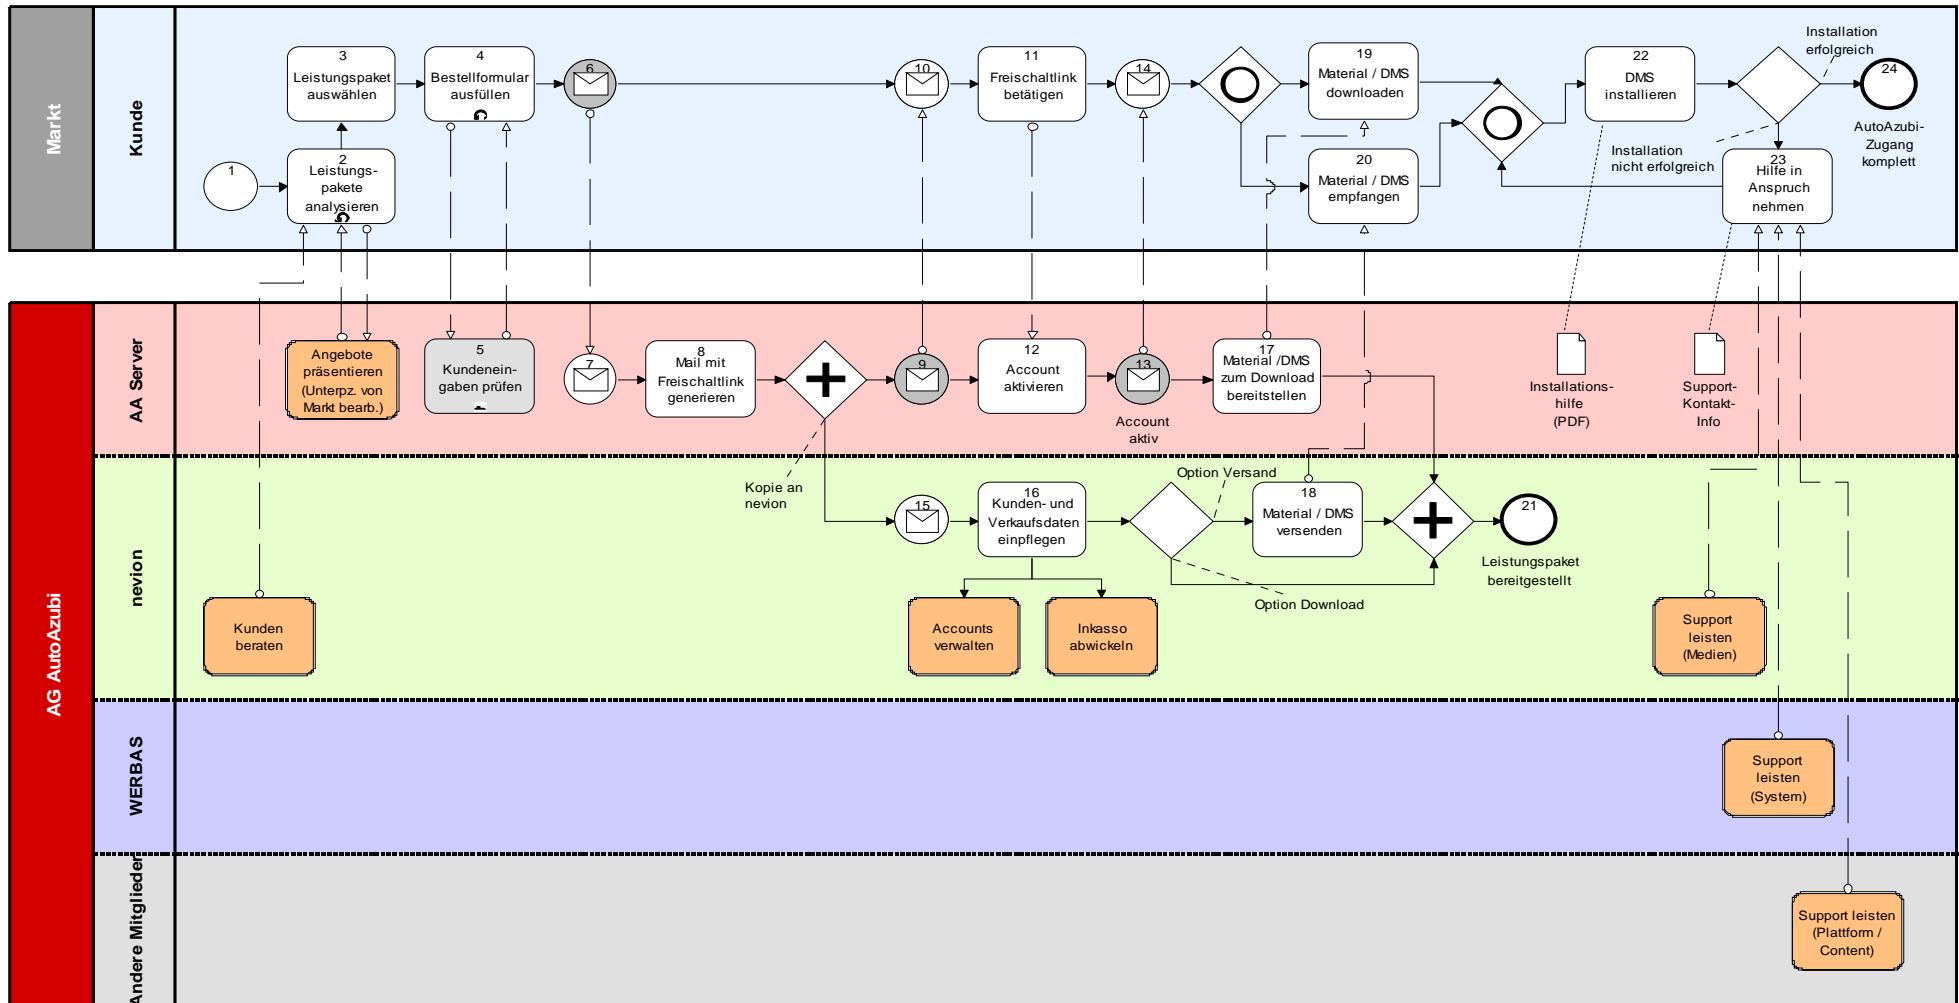 Markt
Kunde
1
2
Leistungs-
pakete
analysieren
3
Leistungspaket
auswählen
4
Bestellformular
ausfüllen
6
10
11
Freischaltlink
betätigen
14
19
Material / DMS
downloaden
20
Material / DMS
empfangen
22
DMS
installieren
Installation
erfolgreich
24
AutoAzubi-
Zugang
komplett
Installation
nicht erfolgreich
23
Hilfe in
Anspruch
nehmen
AG AutoAzubi
AA Server
Angebote
präsentieren
(Unterpz. von
Markt bearb.)
5
Kundenein-
gaben prüfen
7
8
Mail mit
Freischaltlink
generieren
9
12
Account
aktivieren
13
Account
aktiv
17
Material /DMS
zum Download
bereitstellen
Installations-
hilfe
(PDF)
Support-
Kontakt-
Info
nevion
Kopie an
nevion
15
16
Kunden- und
Verkaufsdaten
einpflegen
Option Versand
18
Material / DMS
versenden
21
Leistungspaket
bereitgestellt
Option Download
Kunden
beraten
Accounts
verwalten
Inkasso
abwickeln
Support
leisten
(Medien)
WERBAS
Support
leisten
(System)
Andere Mitglieder
Support leisten
(Plattform /
Content)